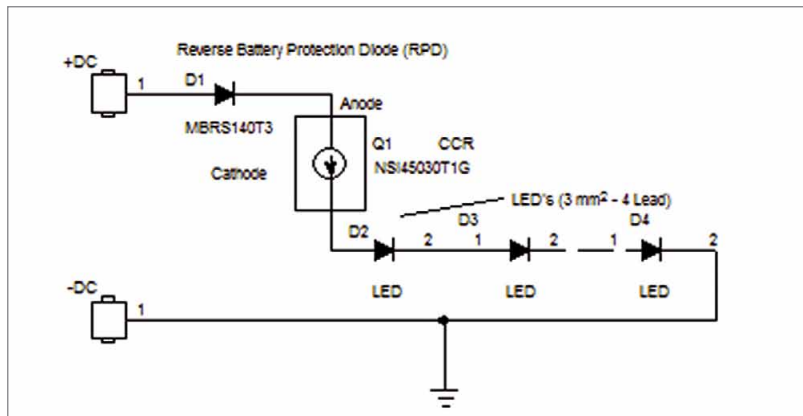 Reverse Battery Protection Diode (RPD)
+DC
1
D1
Anode
MBRS140T3
Q1 CCR
NSI45030T1G
Cathode
LED's (3 mm² - 4 Lead)
D2 D3 D4
2 1 2 1 2
LED LED LED
-DC
1